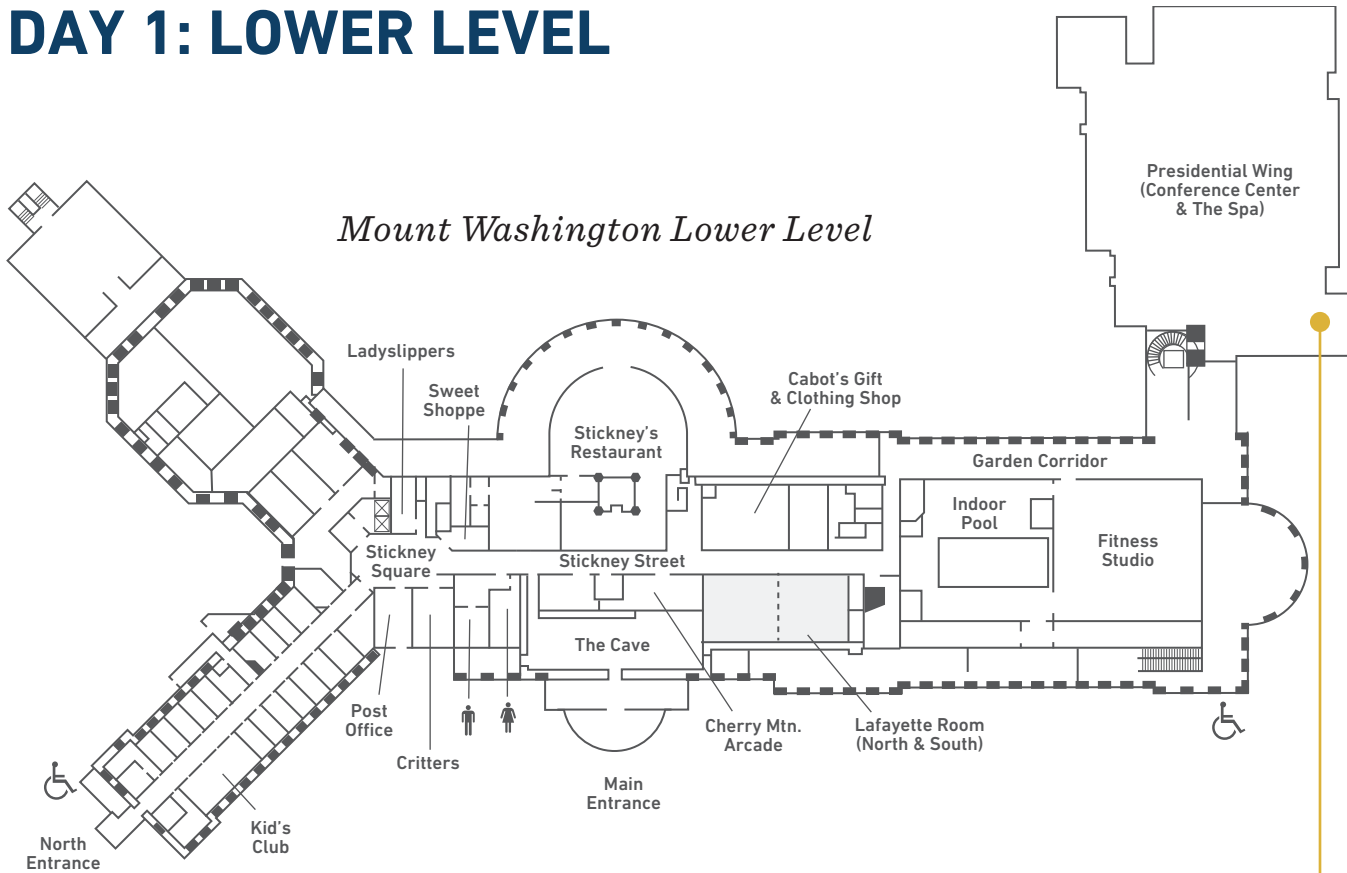 DAY 1: LOWER LEVEL
Presidential Wing
(Conference Center
& The Spa)
Mount Washington Lower Level
Ladyslippers
Sweet
Shoppe
Stickney's
Restaurant
Cabot's Gift
& Clothing Shop
Garden Corridor
Indoor
Pool
Fitness
Studio
Stickney
Square
Stickney Street
The Cave
Post
Office
Critters
Cherry Mtn.
Arcade
Lafayette Room
(North & South)
Main
Entrance
Kid's
Club
North
Entrance